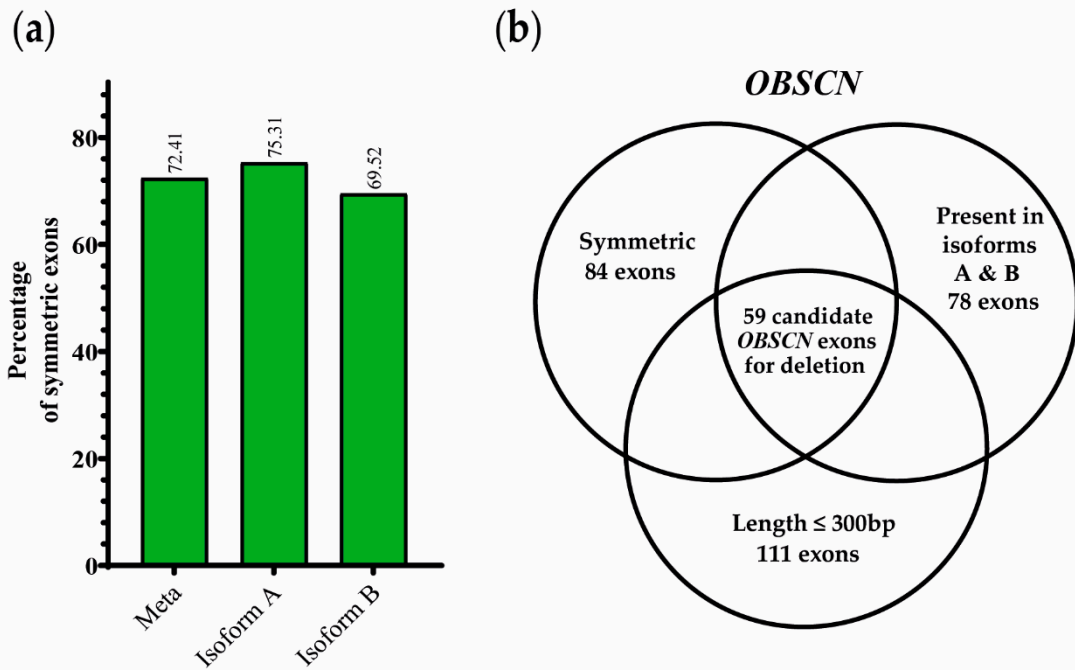 (a)
Percentage
of symmetric exons
80
60
40
20
0
72.41
75.31
69.52
Meta
Isoform A
Isoform B
(b)
OBSCN
Symmetric
84 exons
Present in
isoforms
A & B
78 exons
59 candidate
OBSCN exons
for deletion
Length ≤ 300bp
111 exons